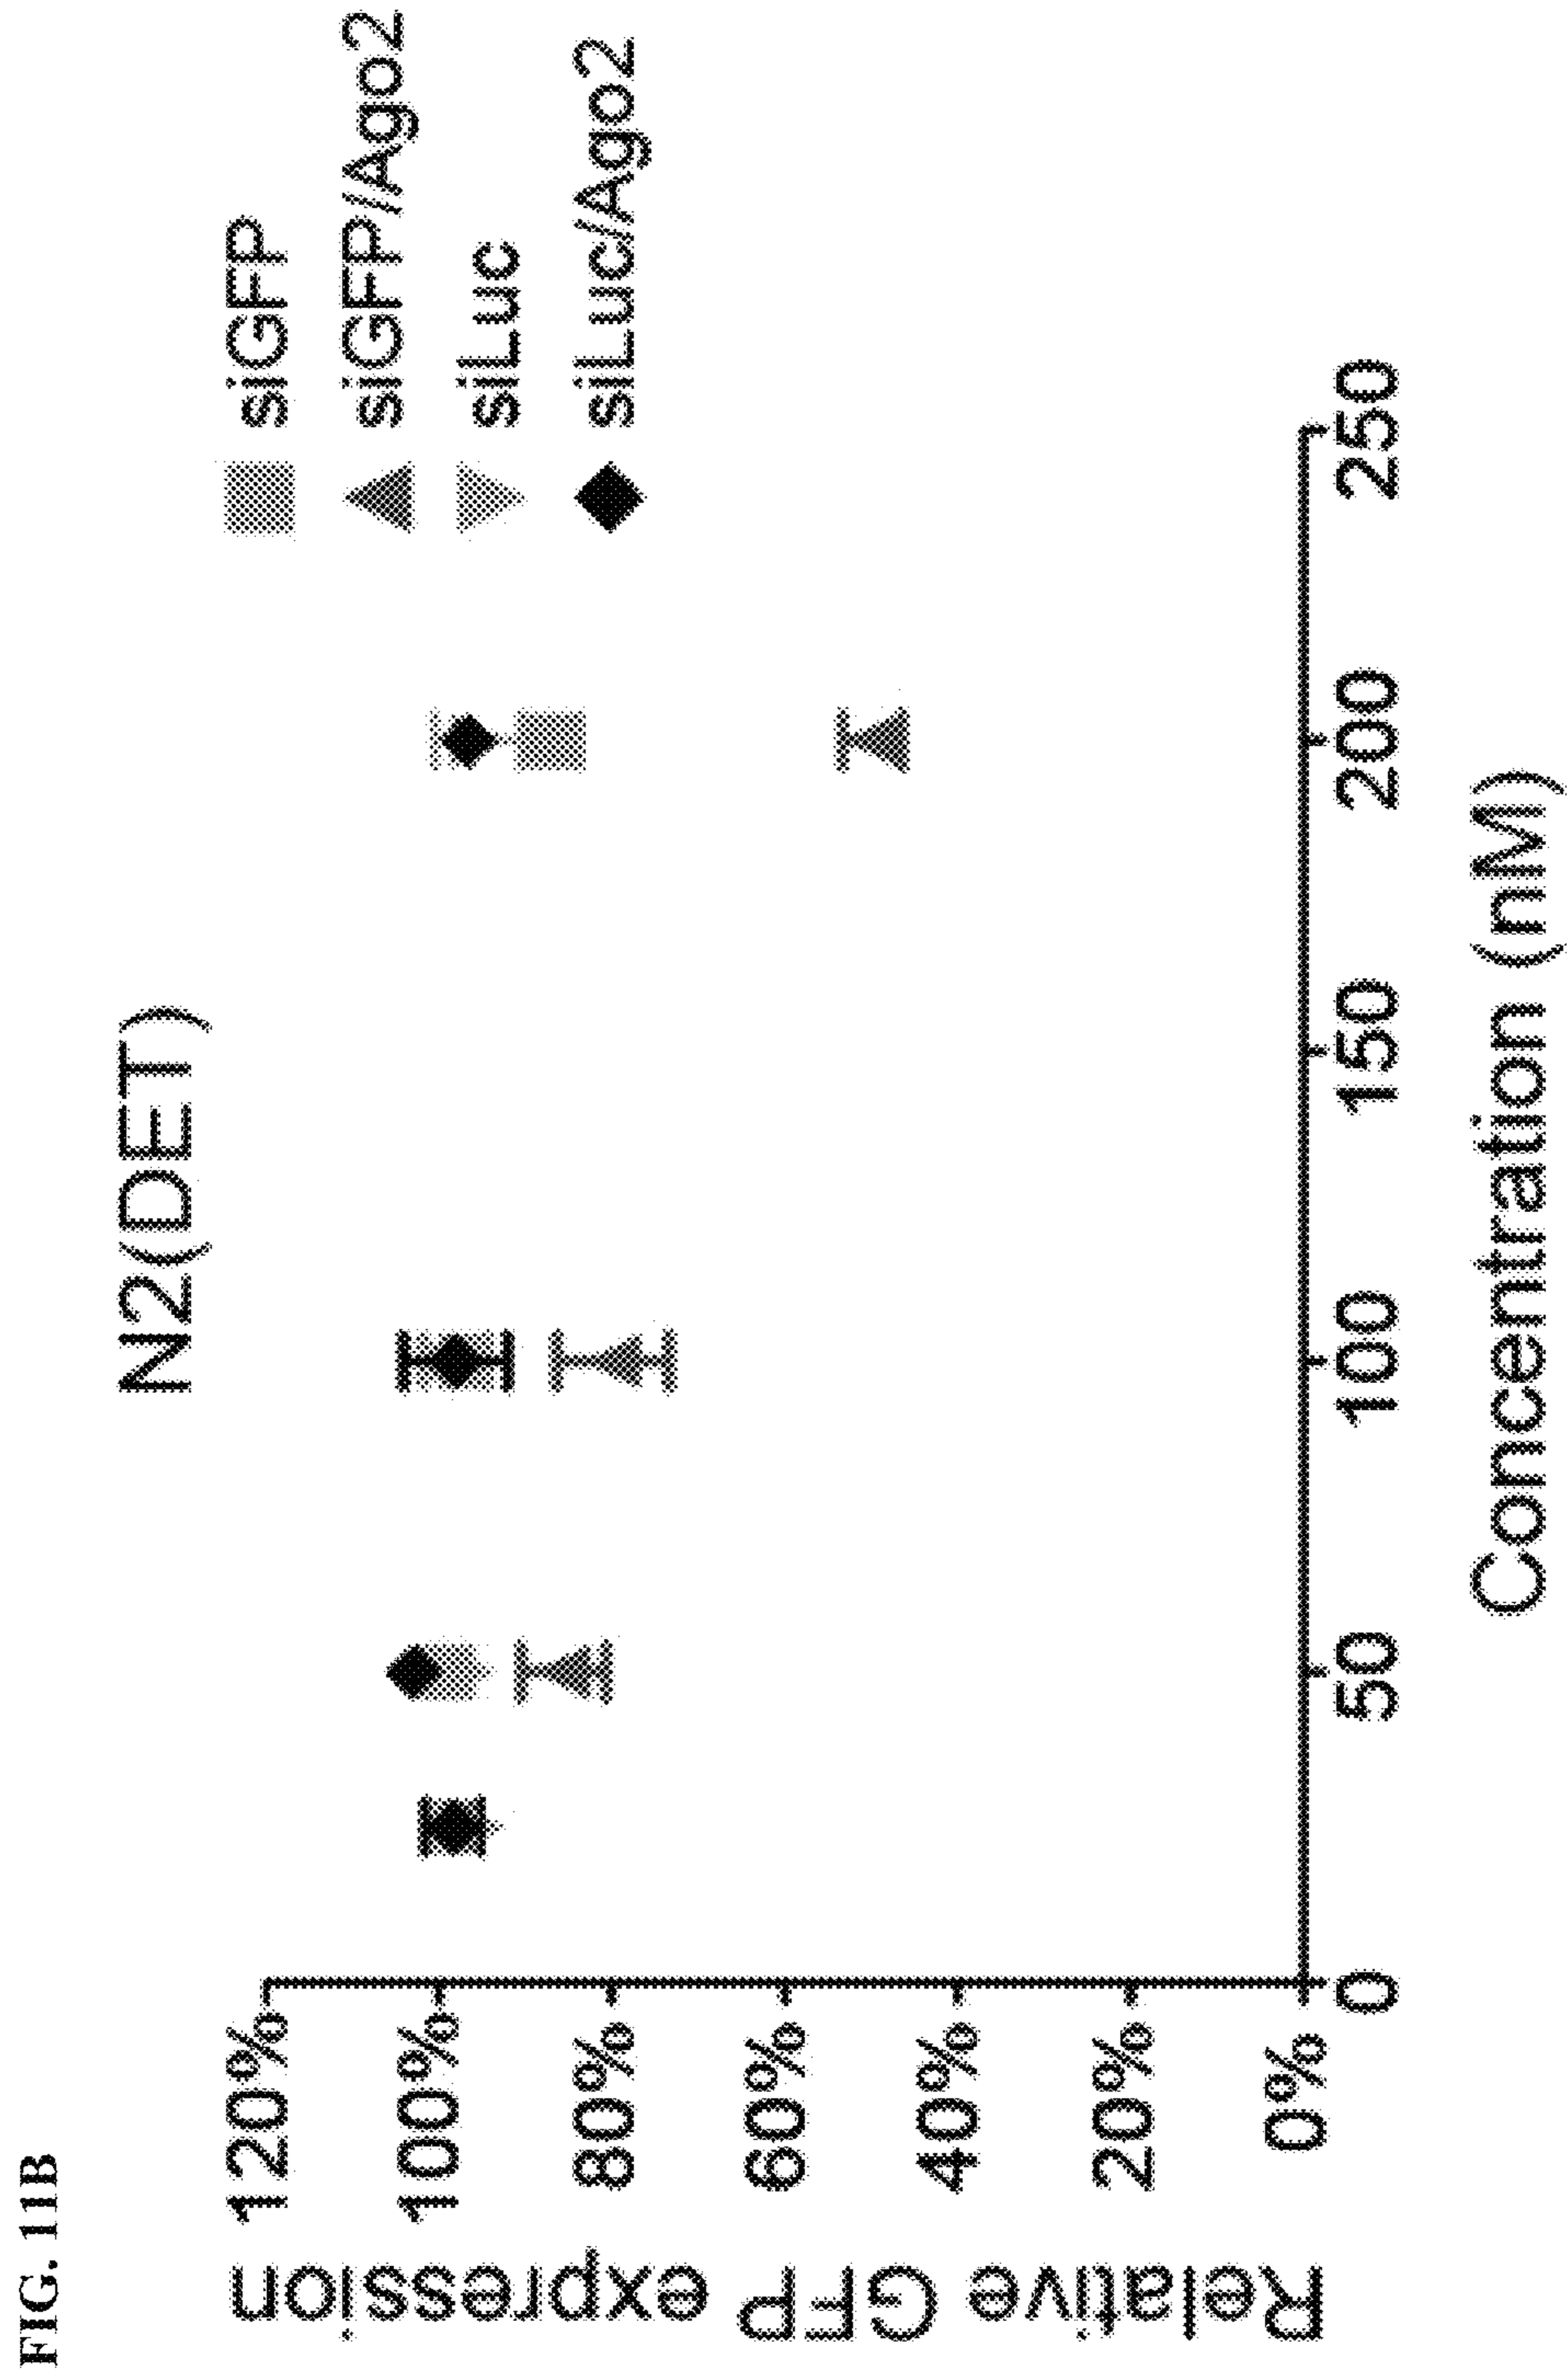 FIG. 11B
N2(DET)
Relative GFP expression
120%
100%
80%
60%
40%
20%
0%
0
50
100
150
200
250
Concentration (nM)
siGFP
siGFP/Ago2
siLuc
siLuc/Ago2